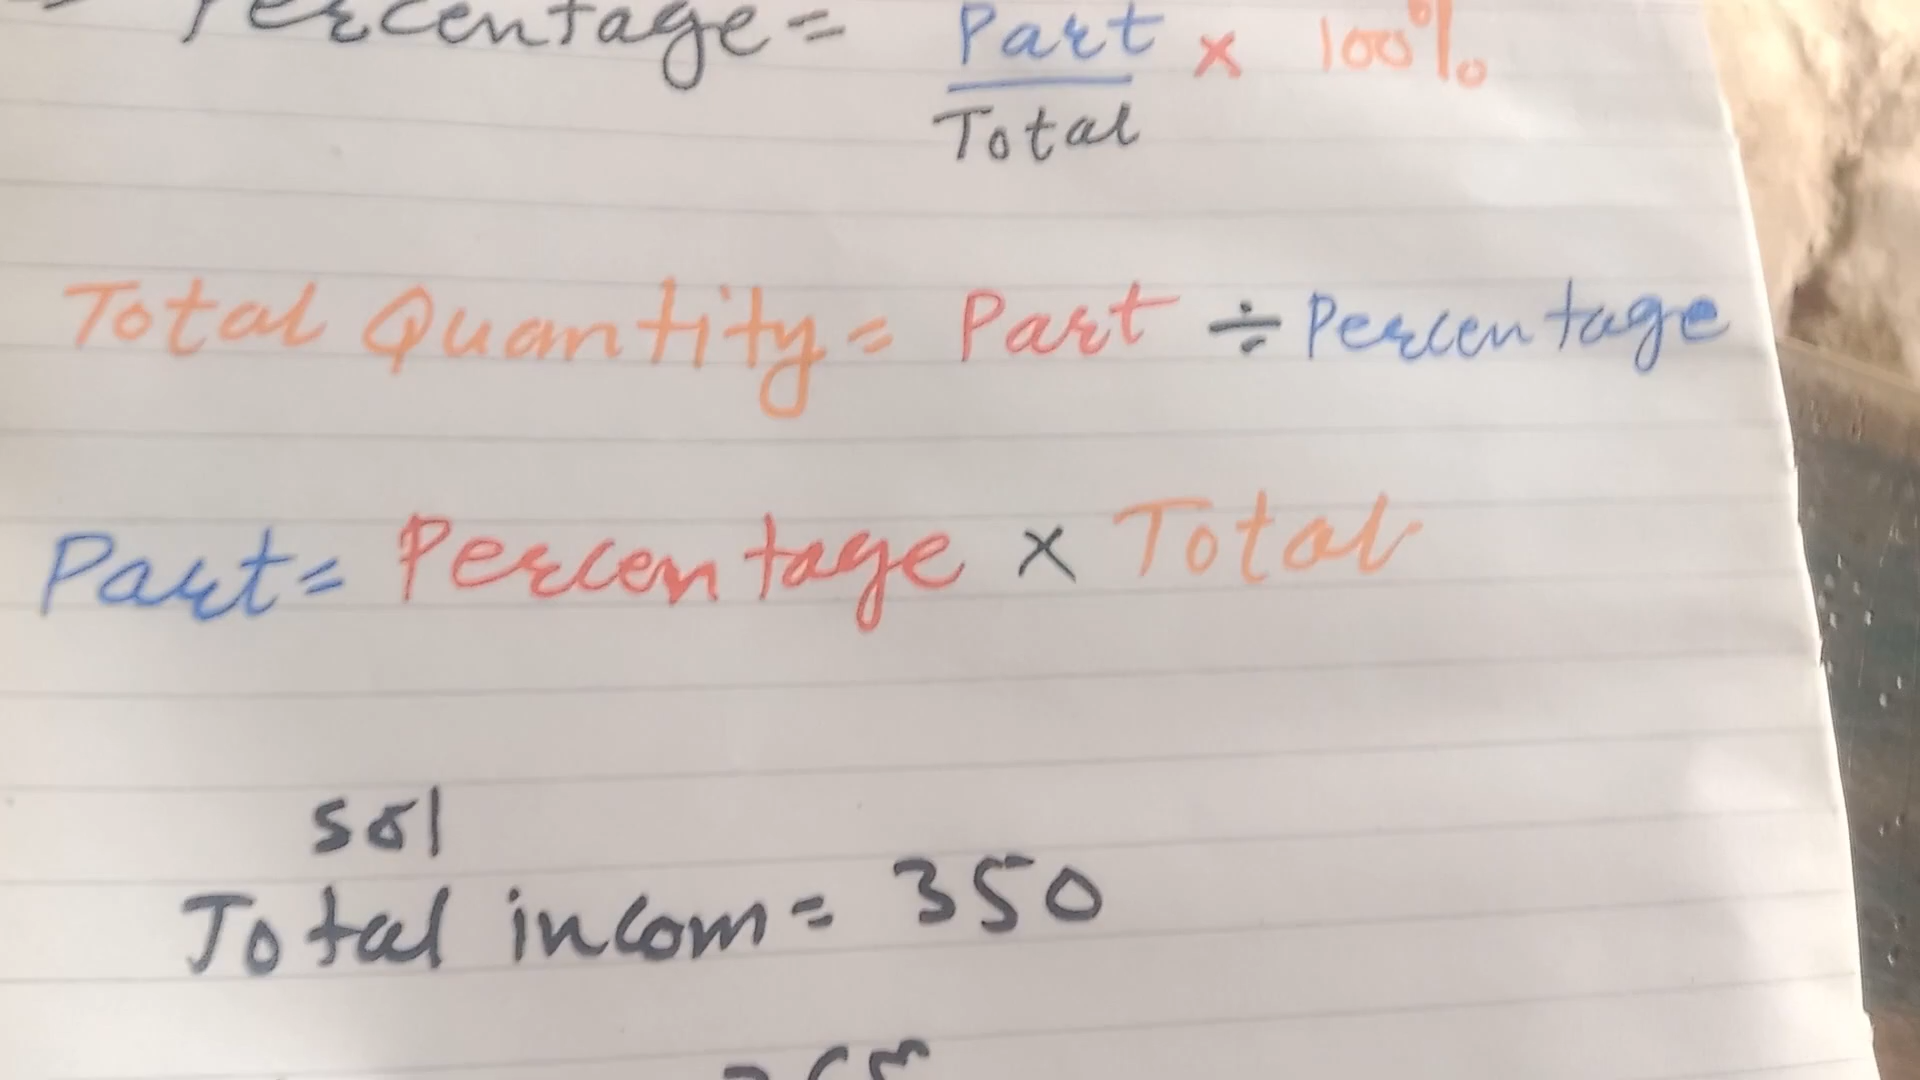 Percentage = Part / Total × 100%
Total Quantity = Part ÷ Percentage
Part = Percentage × Total
Sol
Total incom = 350